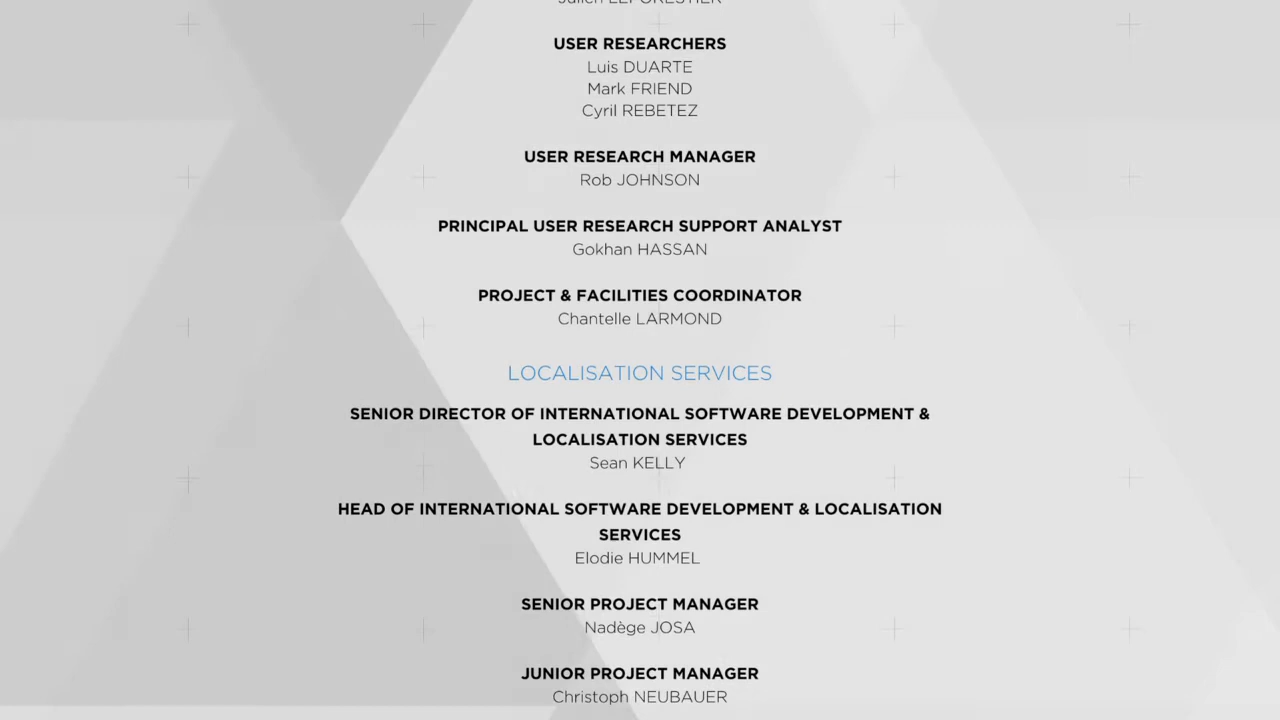 Julien LEFORESTIER
USER RESEARCHERS
Luis DUARTE
Mark FRIEND
Cyril REBETEZ
USER RESEARCH MANAGER
Rob JOHNSON
PRINCIPAL USER RESEARCH SUPPORT ANALYST
Gokhan HASSAN
PROJECT & FACILITIES COORDINATOR
Chantelle LARMOND
LOCALISATION SERVICES
SENIOR DIRECTOR OF INTERNATIONAL SOFTWARE DEVELOPMENT &
LOCALISATION SERVICES
Sean KELLY
HEAD OF INTERNATIONAL SOFTWARE DEVELOPMENT & LOCALISATION
SERVICES
Elodie HUMMEL
SENIOR PROJECT MANAGER
Nadège JOSA
JUNIOR PROJECT MANAGER
Christoph NEUBAUER